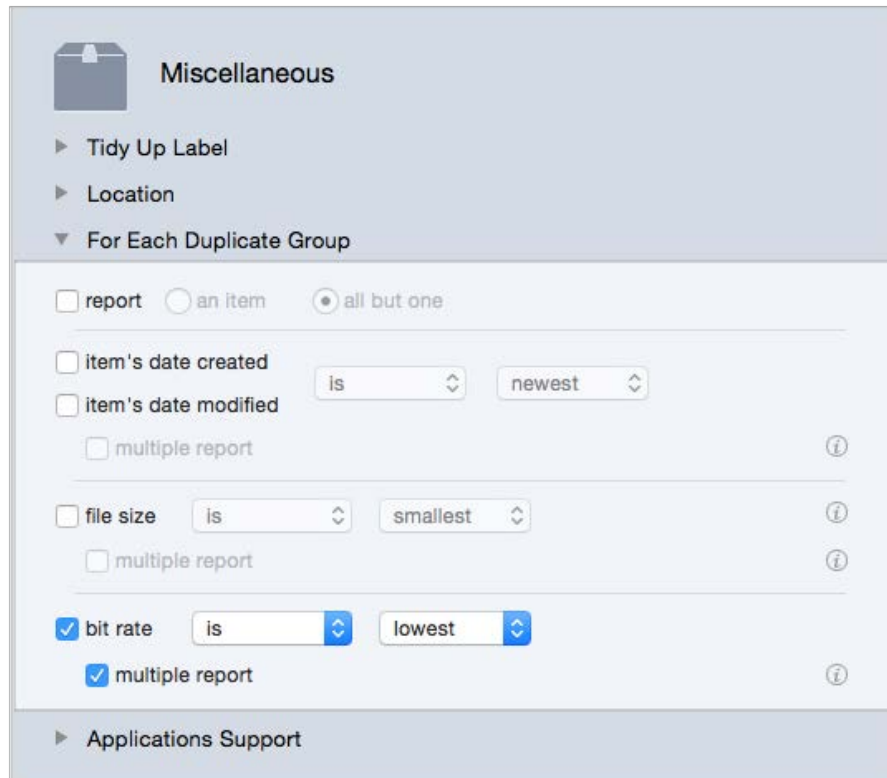 Miscellaneous
Tidy Up Label
Location
For Each Duplicate Group
report an item all but one
item's date created
is newest
item's date modified
multiple report
file size is smallest
multiple report
bit rate is lowest
multiple report
Applications Support